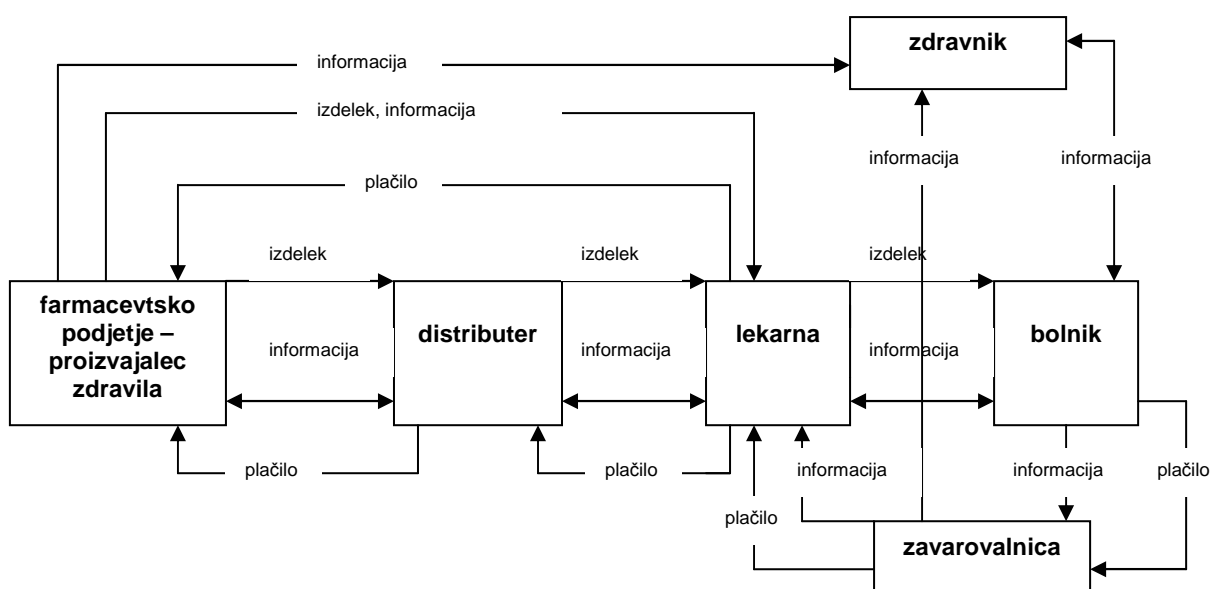 zdravnik
informacija
izdelek, informacija
informacija
informacija
plačilo
izdelek
izdelek
izdelek
farmacevtsko
podjetje –
proizvajalec
zdravila
distributer
lekarna
bolnik
informacija
informacija
informacija
plačilo
plačilo
informacija
informacija
plačilo
plačilo
zavarovalnica